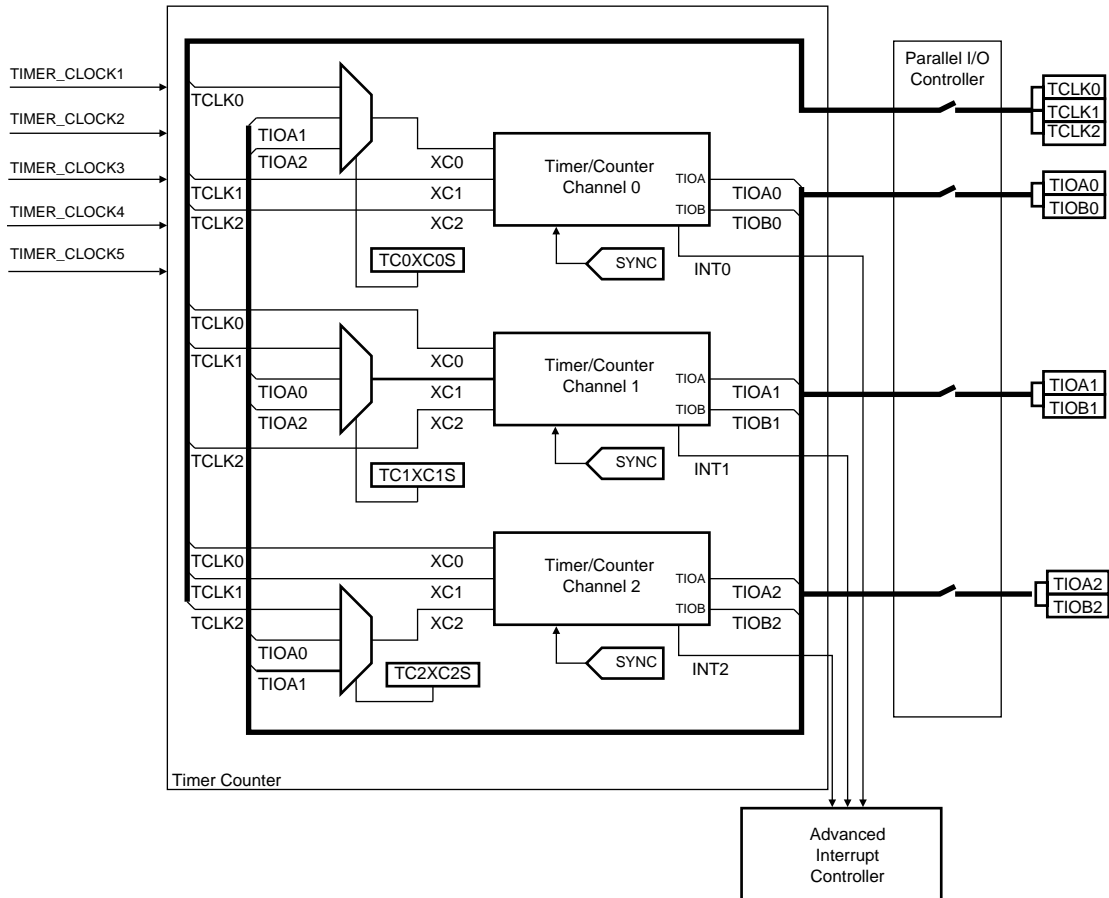 Parallel I/O
Controller
TIMER_CLOCK1
TCLK0
TCLK0
TCLK1
TCLK2
TIMER_CLOCK2
TIOA1
TIOA2
XC0
Timer/Counter
Channel 0
TIOA
TIOB
TIMER_CLOCK3
TCLK1
XC1
TIOA0
TIOA0
TIOB0
TIMER_CLOCK4
TCLK2
XC2
TIOB0
TIMER_CLOCK5
TC0XC0S
SYNC
INT0
TCLK0
TCLK1
XC0
Timer/Counter
Channel 1
TIOA
TIOB
TIOA0
XC1
TIOA1
TIOA1
TIOB1
TIOA2
XC2
TIOB1
TCLK2
TC1XC1S
SYNC
INT1
TCLK0
XC0
Timer/Counter
Channel 2
TIOA
TIOB
TCLK1
XC1
TIOA2
TIOA2
TIOB2
TCLK2
XC2
TIOB2
TIOA0
TIOA1
TC2XC2S
SYNC
INT2
Timer Counter
Advanced
Interrupt
Controller